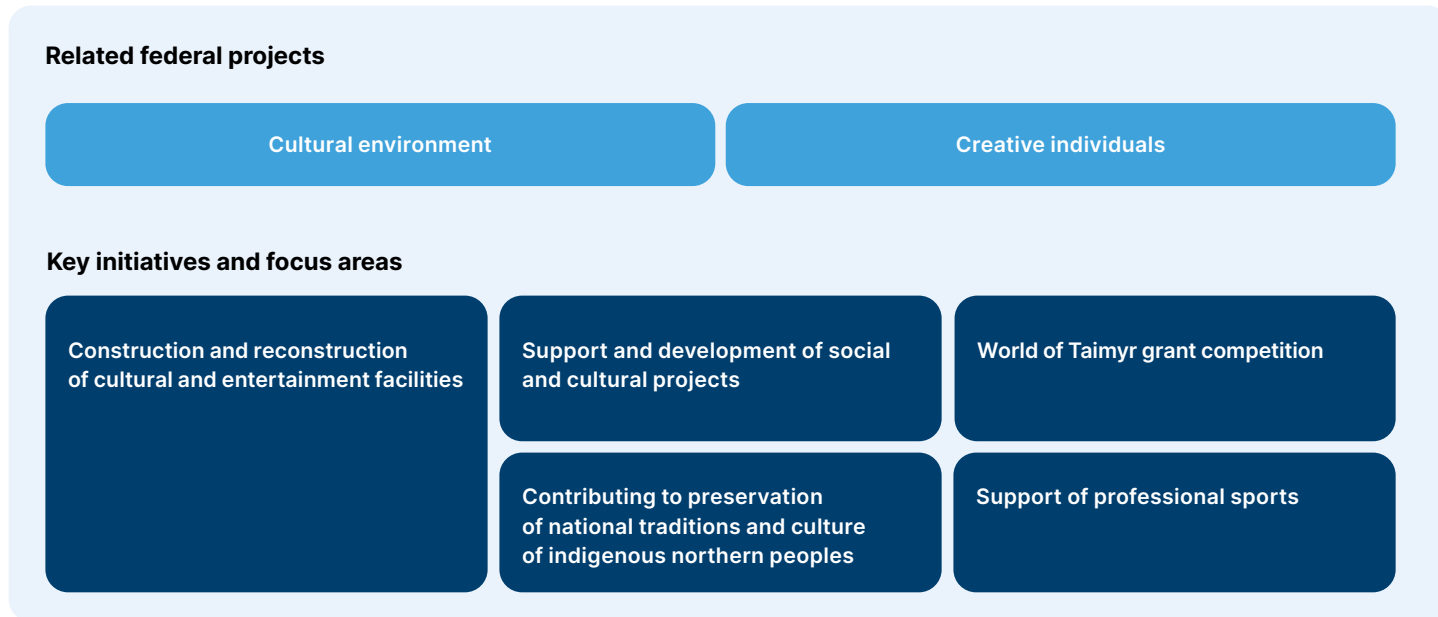 Related federal projects
Cultural environment
Creative individuals
Key initiatives and focus areas
Construction and reconstruction
of cultural and entertainment facilities
Support and development of social
and cultural projects
World of Taimyr grant competition
Contributing to preservation
of national traditions and culture
of indigenous northern peoples
Support of professional sports